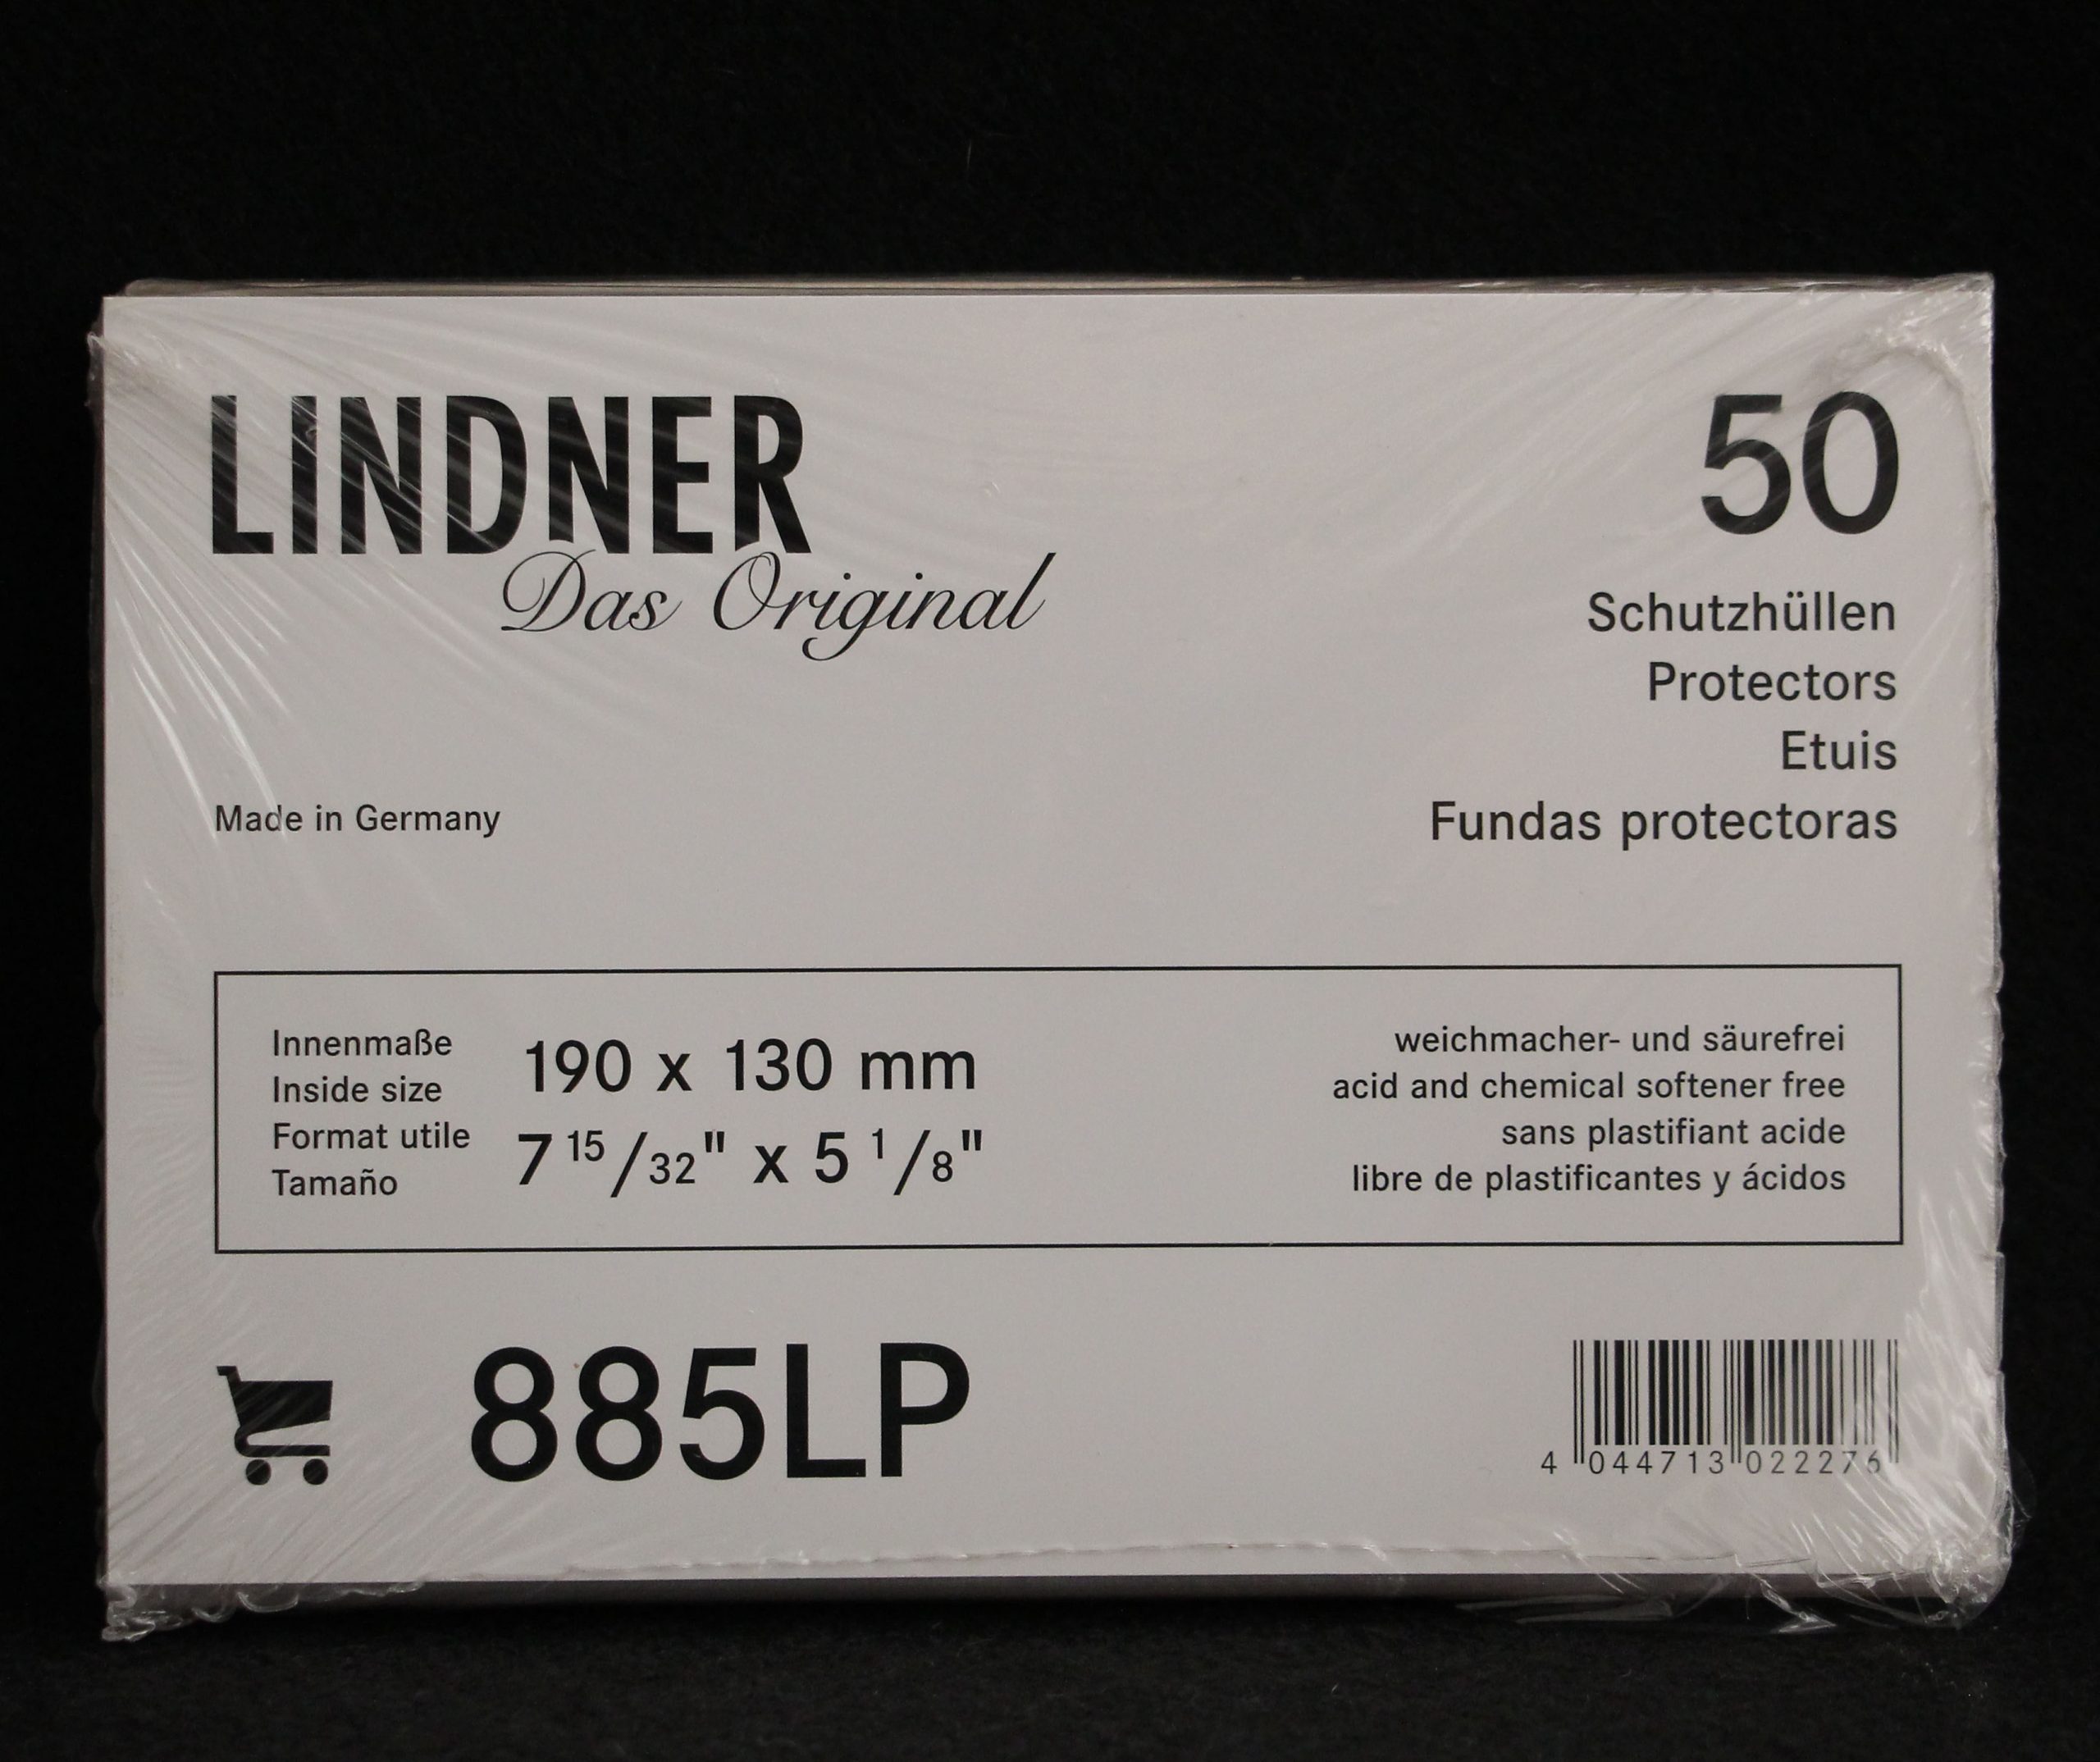 LINDNER
Das Original
50
Schutzhüllen
Protectors
Etuis
Fundas protectoras
Made in Germany
Innenmaße
Inside size
Format utile
Tamaño
190 x 130 mm
7 15/32" x 5 1/8"
weichmacher- und säurefrei
acid and chemical softener free
sans plastifiant acide
libre de plastificantes y ácidos
885LP
4 044713 022276